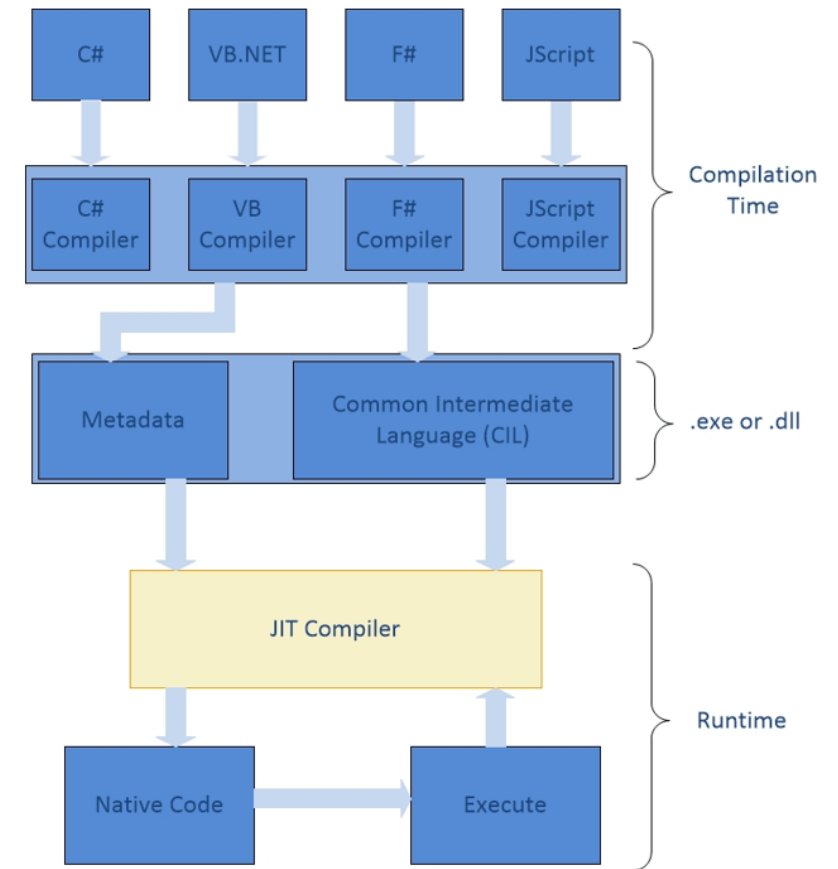 C#
VB.NET
F#
JScript
Compilation
Time
C#
Compiler
VB
Compiler
F#
Compiler
JScript
Compiler
Metadata
Common Intermediate
Language (CIL)
.exe or .dll
JIT Compiler
Runtime
Native Code
Execute